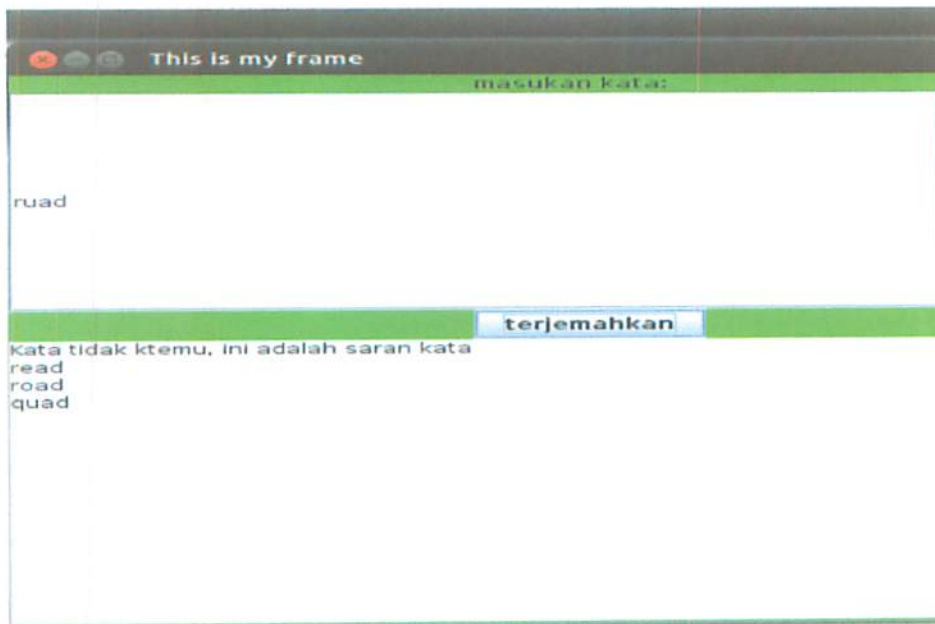 This is my frame
masukan kata:
ruad
terjemahkan
Kata tidak ktemu, ini adalah saran kata
read
road
quad